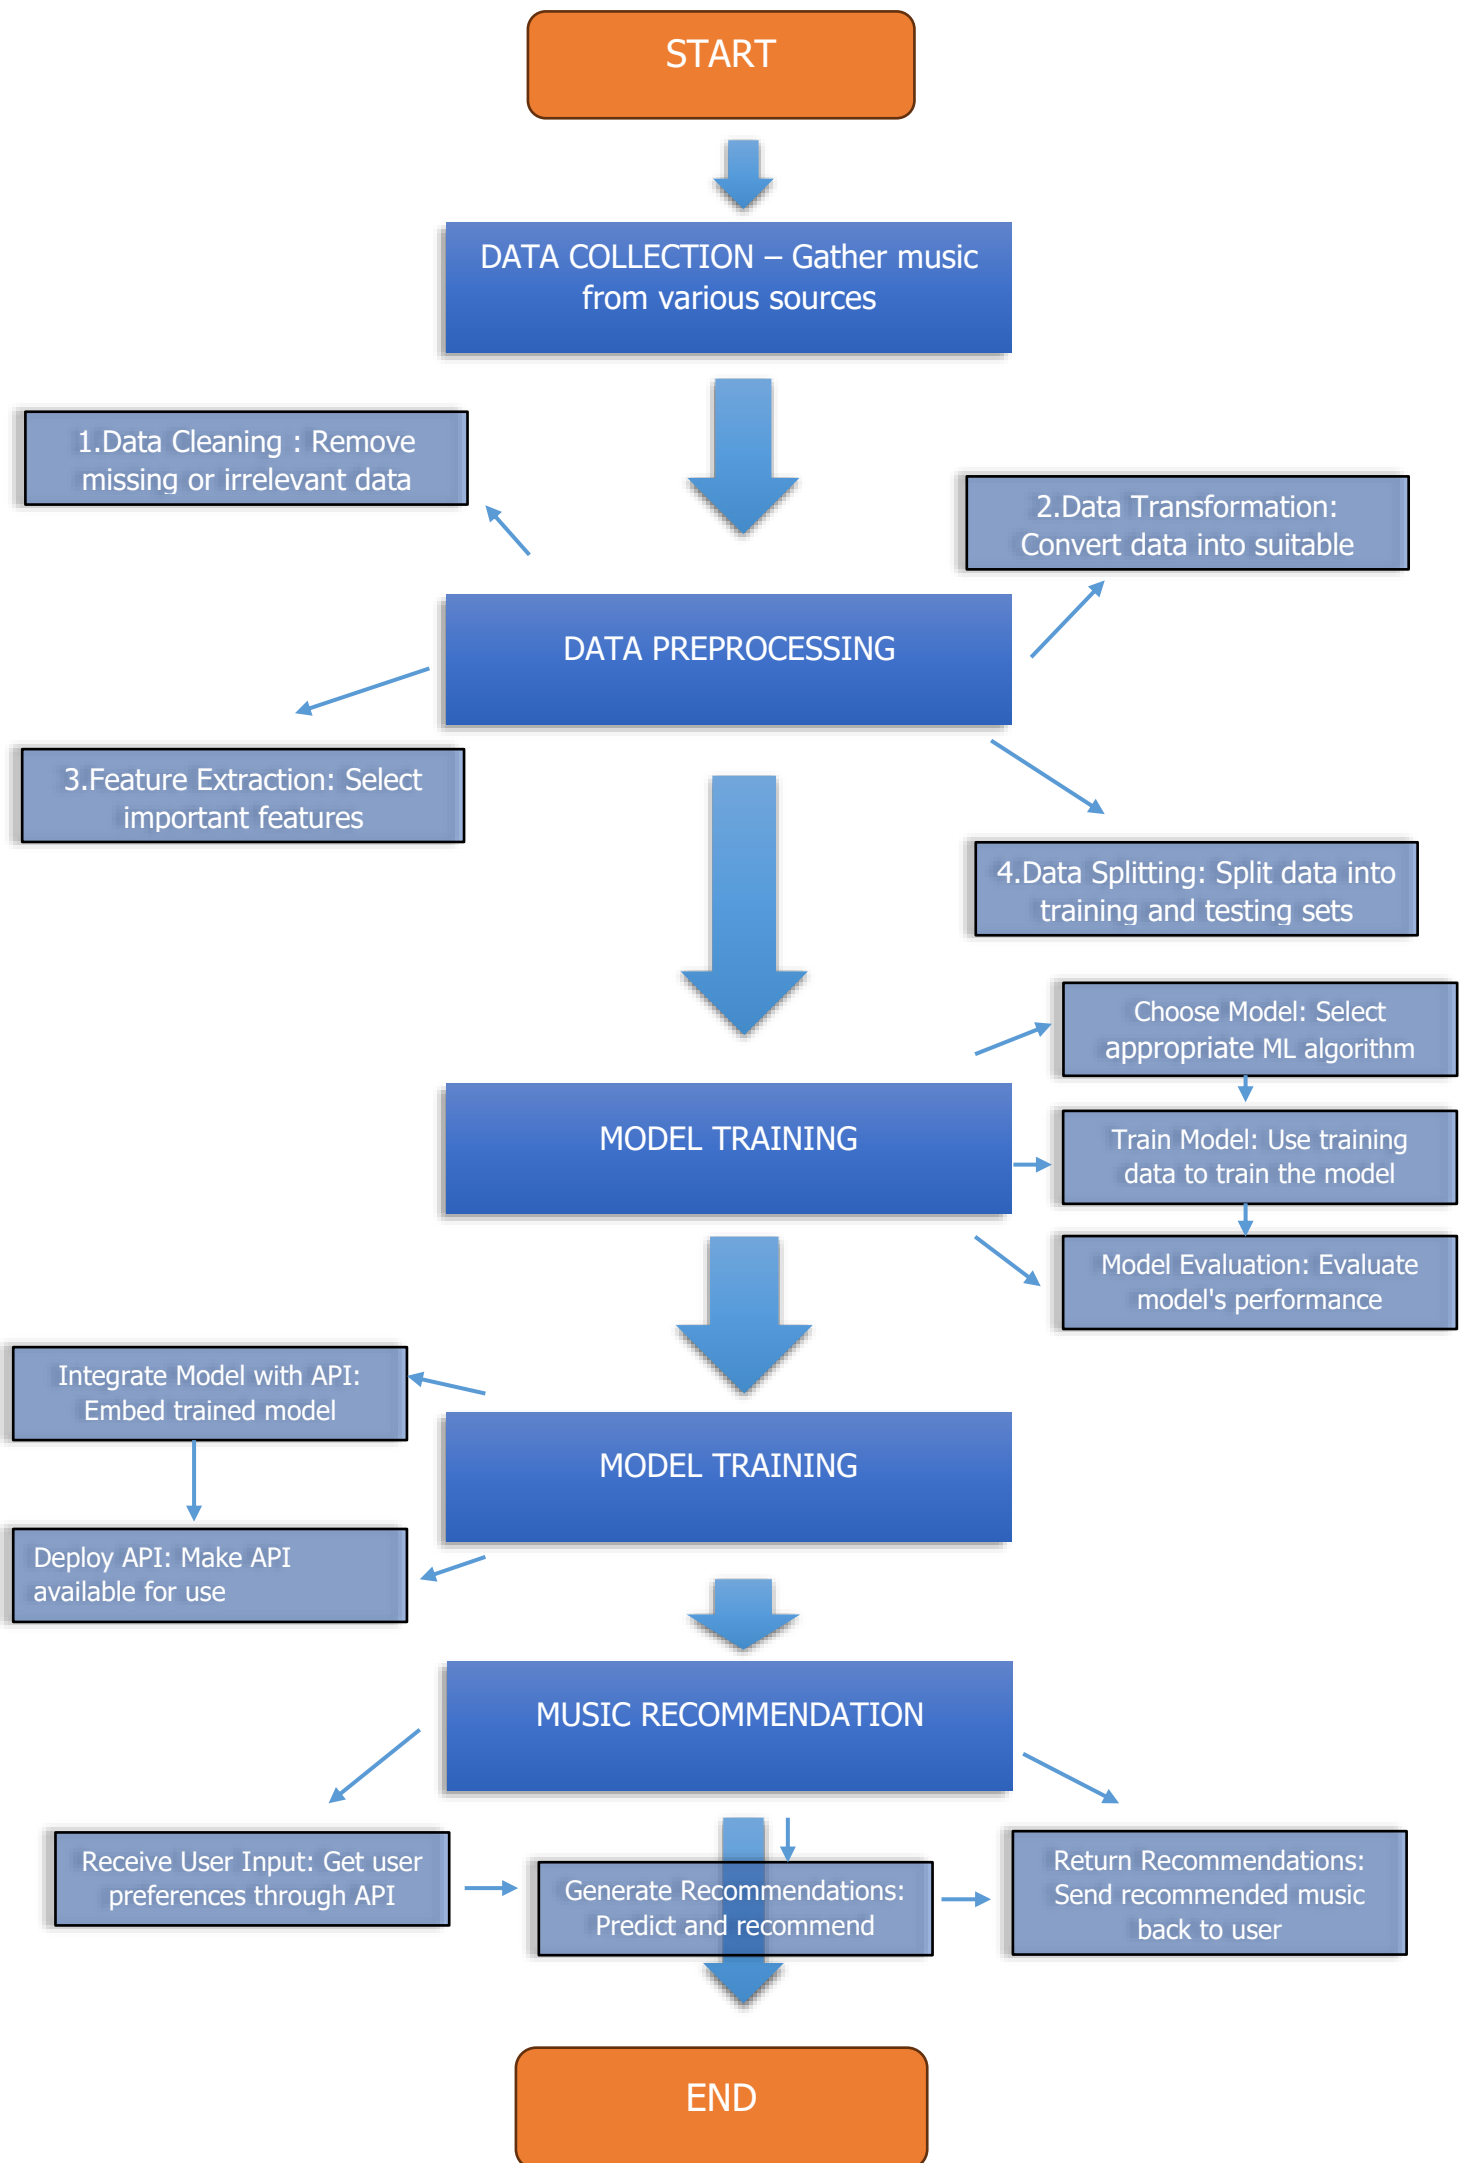 START
DATA COLLECTION – Gather music
from various sources
1.Data Cleaning : Remove
missing or irrelevant data
2.Data Transformation:
Convert data into suitable
DATA PREPROCESSING
3.Feature Extraction: Select
important features
4.Data Splitting: Split data into
training and testing sets
Choose Model: Select
appropriate ML algorithm
MODEL TRAINING
Train Model: Use training
data to train the model
Model Evaluation: Evaluate
model's performance
Integrate Model with API:
Embed trained model
MODEL TRAINING
Deploy API: Make API
available for use
MUSIC RECOMMENDATION
Receive User Input: Get user
preferences through API
Generate Recommendations:
Predict and recommend
Return Recommendations:
Send recommended music
back to user
END